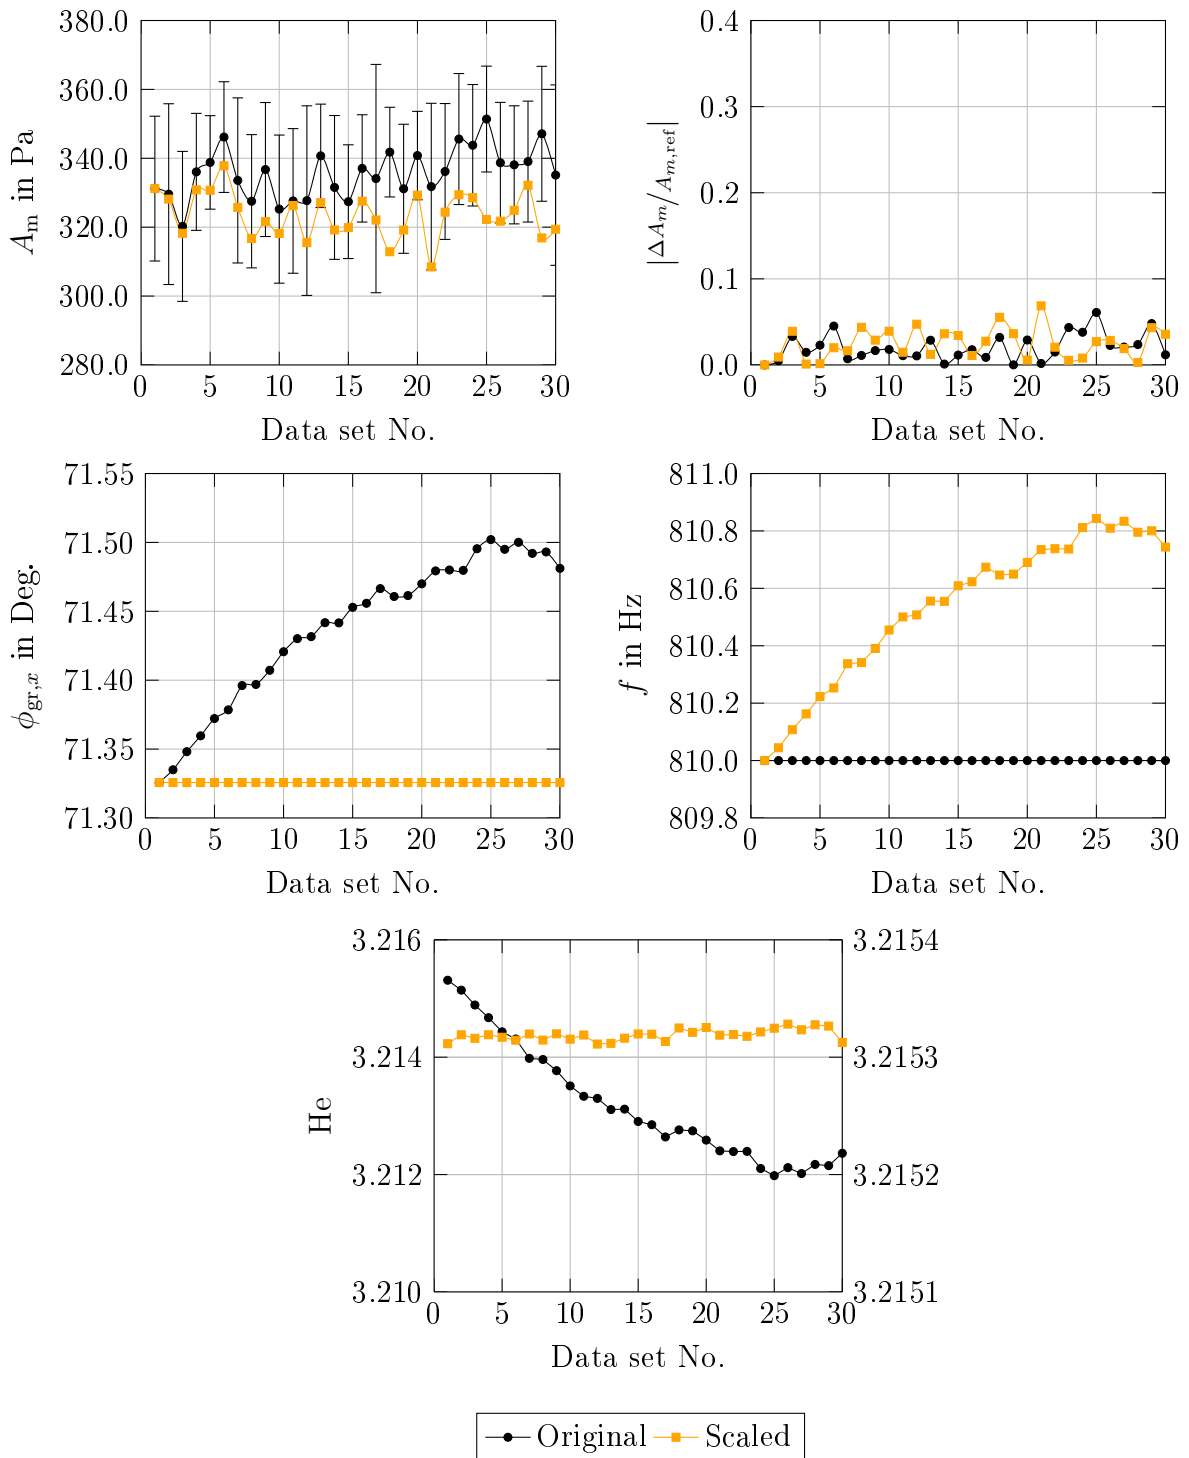 380.0
360.0
340.0
320.0
300.0
280.0
A_m in Pa
0 5 10 15 20 25 30
Data set No.
0.4
0.3
0.2
0.1
0.0
|ΔA_m/A_{m,ref}|
0 5 10 15 20 25 30
Data set No.
71.55
71.50
71.45
71.40
71.35
71.30
ϕ_{gr,x} in Deg.
0 5 10 15 20 25 30
Data set No.
811.0
810.8
810.6
810.4
810.2
810.0
809.8
f in Hz
0 5 10 15 20 25 30
Data set No.
3.216
3.214
3.212
3.210
He
3.2154
3.2153
3.2152
3.2151
0 5 10 15 20 25 30
Data set No.
Original Scaled